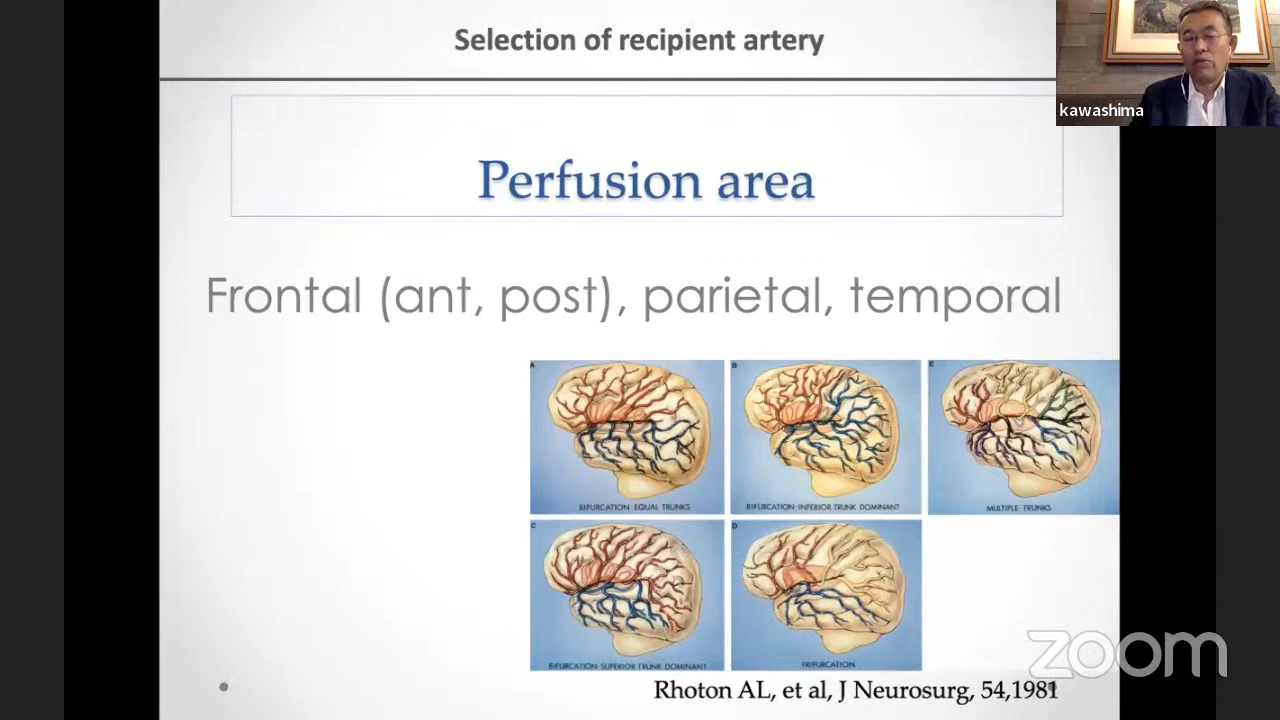 Selection of recipient artery
kawashima
Perfusion area
Frontal (ant, post), parietal, temporal
A
B
E
BIFURCATION-EQUAL TRUNKS
BIFURCATION-INFERIOR TRUNK DOMINANT
MULTIPLE TRUNKS
C
D
BIFURCATION-SUPERIOR TRUNK DOMINANT
TRIFURCATION
zoom
Rhoton AL, et al, J Neurosurg, 54,1981